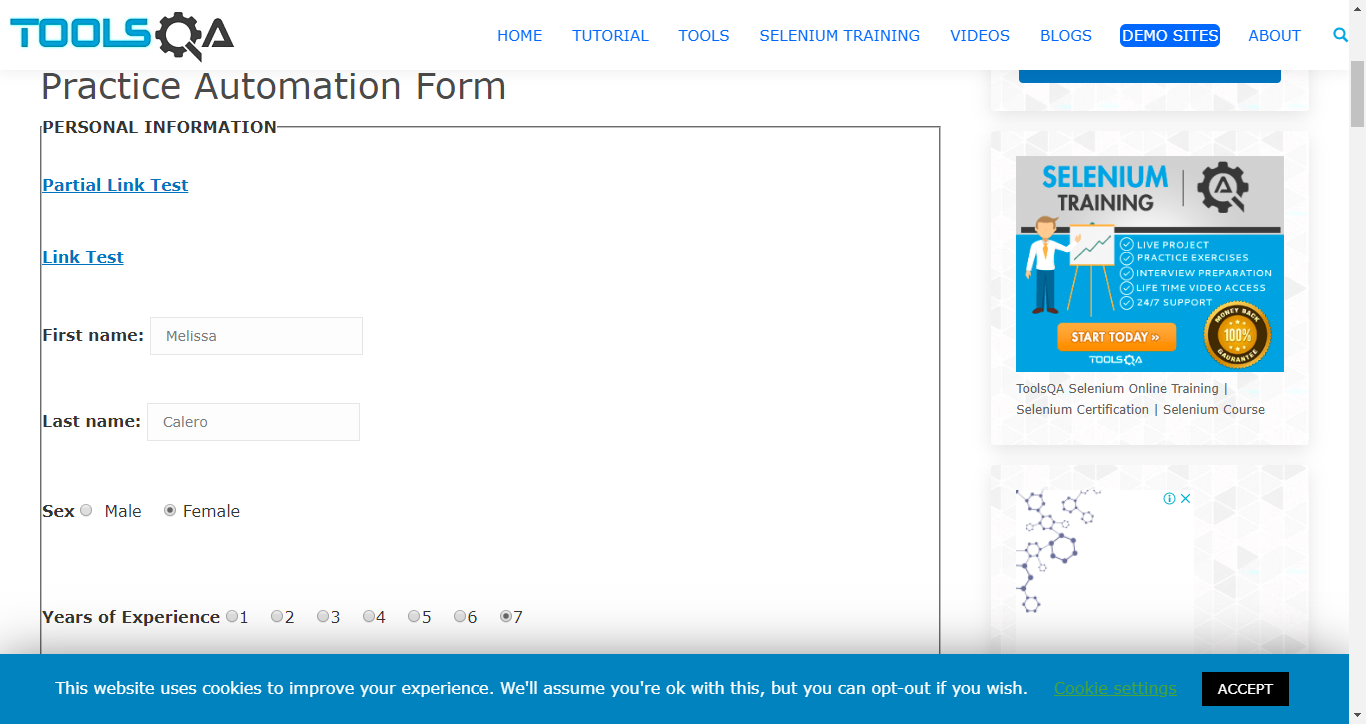 TOOLSQA
HOME TUTORIAL TOOLS SELENIUM TRAINING VIDEOS BLOGS DEMO SITES ABOUT
Practice Automation Form
PERSONAL INFORMATION
Partial Link Test
Link Test
First name: Melissa
Last name: Calero
Sex Male Female
Years of Experience 1 2 3 4 5 6 7
SELENIUM
TRAINING
LIVE PROJECT
PRACTICE EXERCISES
INTERVIEW PREPARATION
LIFE TIME VIDEO ACCESS
24/7 SUPPORT
START TODAY »
TOOLSQA
MONEY BACK
100%
GAURANTEE
ToolsQA Selenium Online Training |
Selenium Certification | Selenium Course
This website uses cookies to improve your experience. We'll assume you're ok with this, but you can opt-out if you wish. Cookie settings ACCEPT